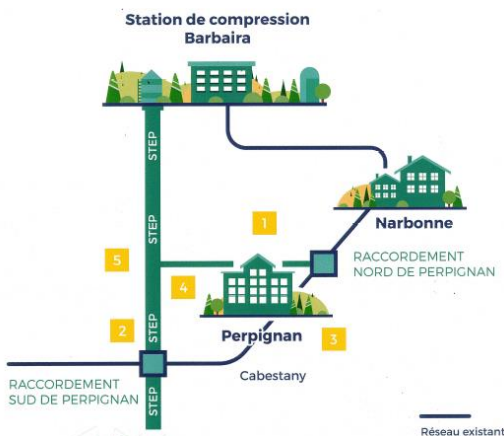 Station de compression
Barbaira
STEP
STEP
1
Narbonne
5
RACCORDEMENT
NORD DE PERPIGNAN
4
2
STEP
Perpignan
3
RACCORDEMENT
SUD DE PERPIGNAN
Cabestany
STEP
Réseau existant